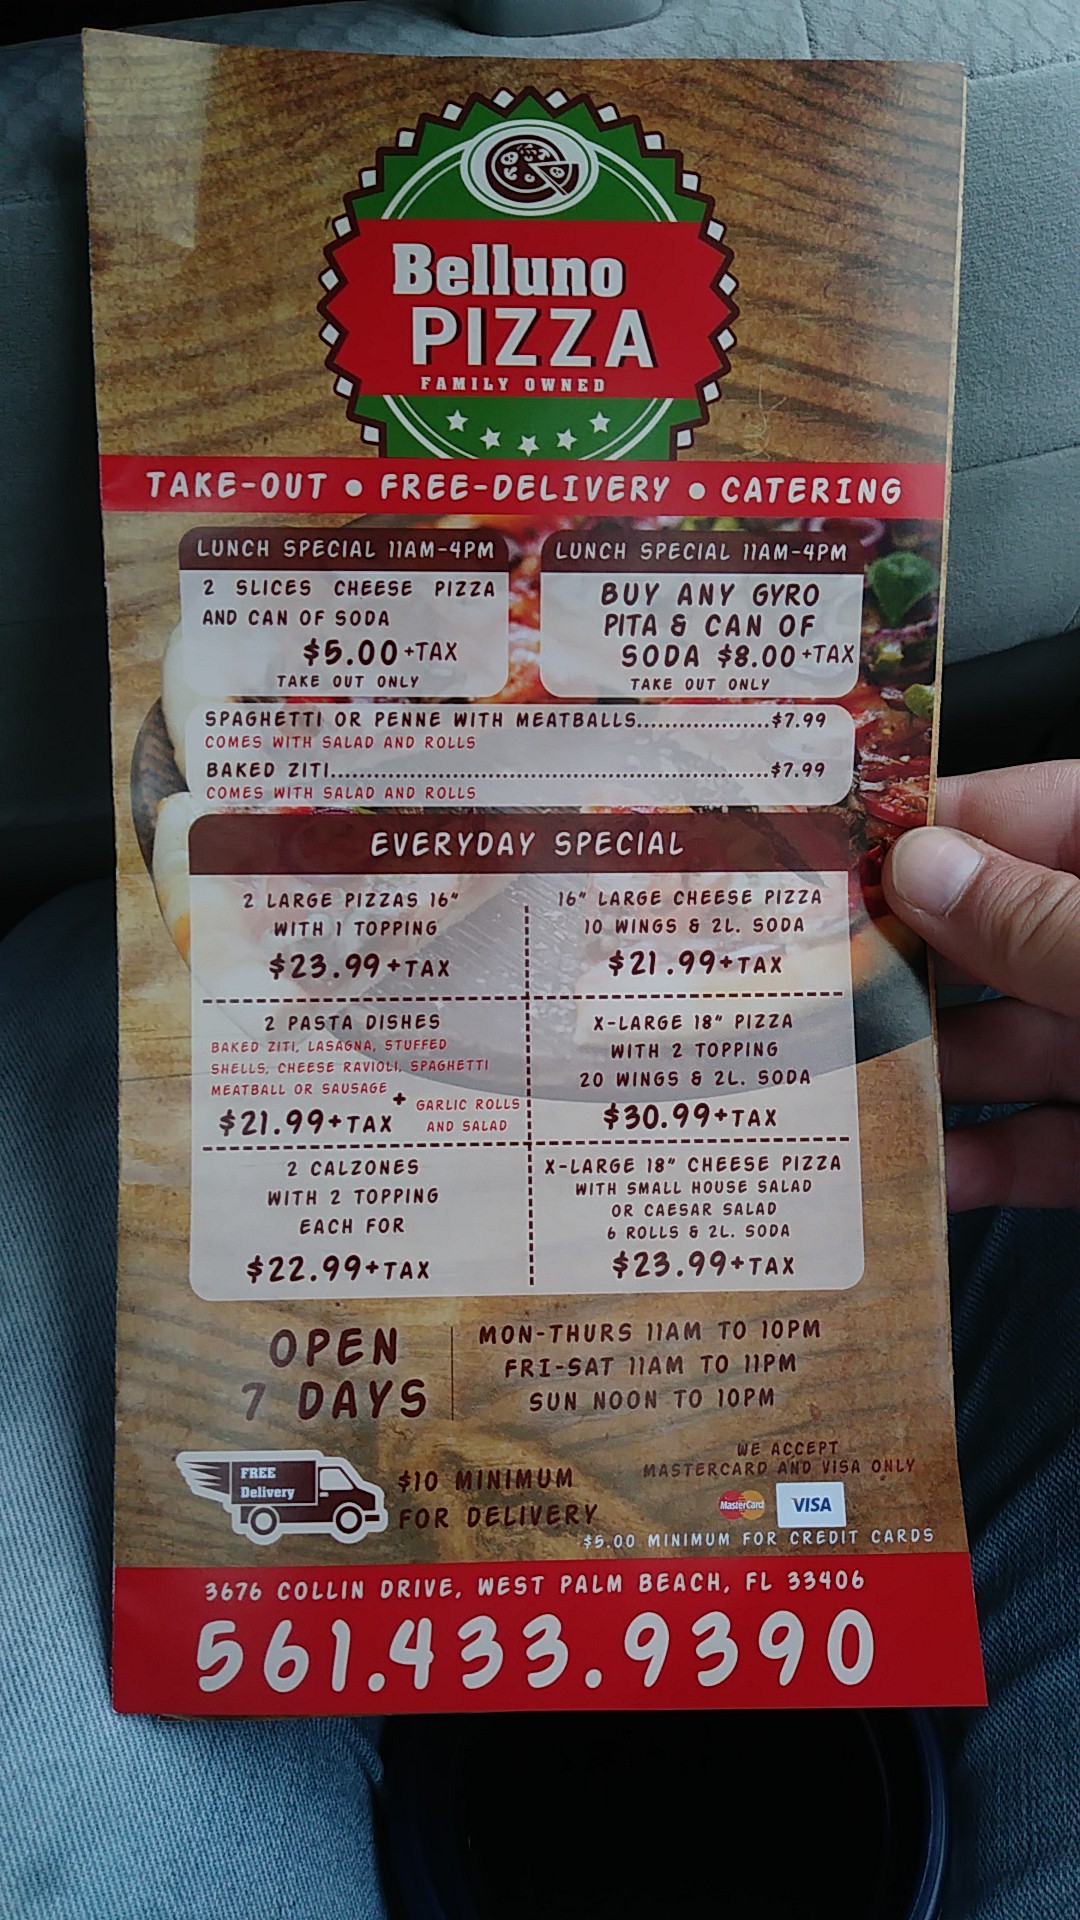 Belluno
PIZZA
FAMILY OWNED
TAKE-OUT • FREE-DELIVERY • CATERING
LUNCH SPECIAL 11AM-4PM
2 SLICES CHEESE PIZZA
AND CAN OF SODA
$5.00+TAX
TAKE OUT ONLY
LUNCH SPECIAL 11AM-4PM
BUY ANY GYRO
PITA & CAN OF
SODA $8.00+TAX
TAKE OUT ONLY
SPAGHETTI OR PENNE WITH MEATBALLS...................$7.99
COMES WITH SALAD AND ROLLS
BAKED ZITI..............................................................$7.99
COMES WITH SALAD AND ROLLS
EVERYDAY SPECIAL
2 LARGE PIZZAS 16"
WITH 1 TOPPING
$23.99+TAX
16" LARGE CHEESE PIZZA
10 WINGS & 2L. SODA
$21.99+TAX
2 PASTA DISHES
BAKED ZITI, LASAGNA, STUFFED
SHELLS, CHEESE RAVIOLI, SPAGHETTI
MEATBALL OR SAUSAGE
+ GARLIC ROLLS
AND SALAD
$21.99+TAX
X-LARGE 18" PIZZA
WITH 2 TOPPING
20 WINGS & 2L. SODA
$30.99+TAX
2 CALZONES
WITH 2 TOPPING
EACH FOR
$22.99+TAX
X-LARGE 18" CHEESE PIZZA
WITH SMALL HOUSE SALAD
OR CAESAR SALAD
6 ROLLS & 2L. SODA
$23.99+TAX
OPEN
7 DAYS
MON-THURS 11AM TO 10PM
FRI-SAT 11AM TO 11PM
SUN NOON TO 10PM
FREE
Delivery
$10 MINIMUM
FOR DELIVERY
WE ACCEPT
MASTERCARD AND VISA ONLY
MasterCard
VISA
$5.00 MINIMUM FOR CREDIT CARDS
3676 COLLIN DRIVE, WEST PALM BEACH, FL 33406
561.433.9390